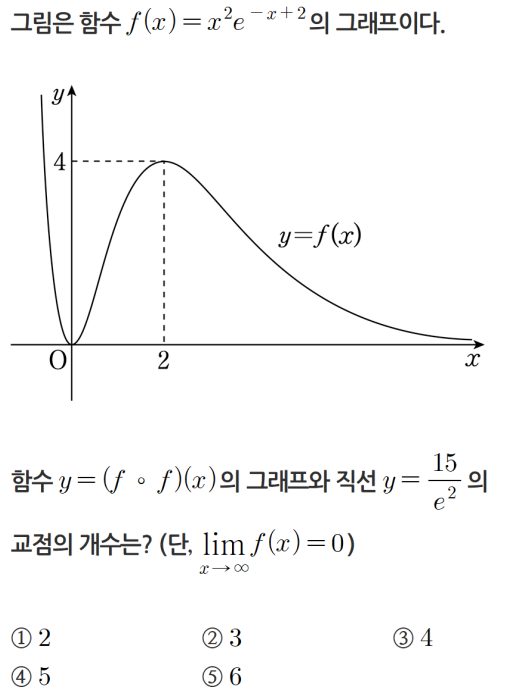 그림은 함수 f(x)=x²e^{-x+2}의 그래프이다.
y
4
y=f(x)
O
2
x
함수 y=(f∘f)(x)의 그래프와 직선 y=15/e²의
교점의 개수는? (단, lim_{x→∞} f(x)=0)
① 2 ② 3 ③ 4
④ 5 ⑤ 6